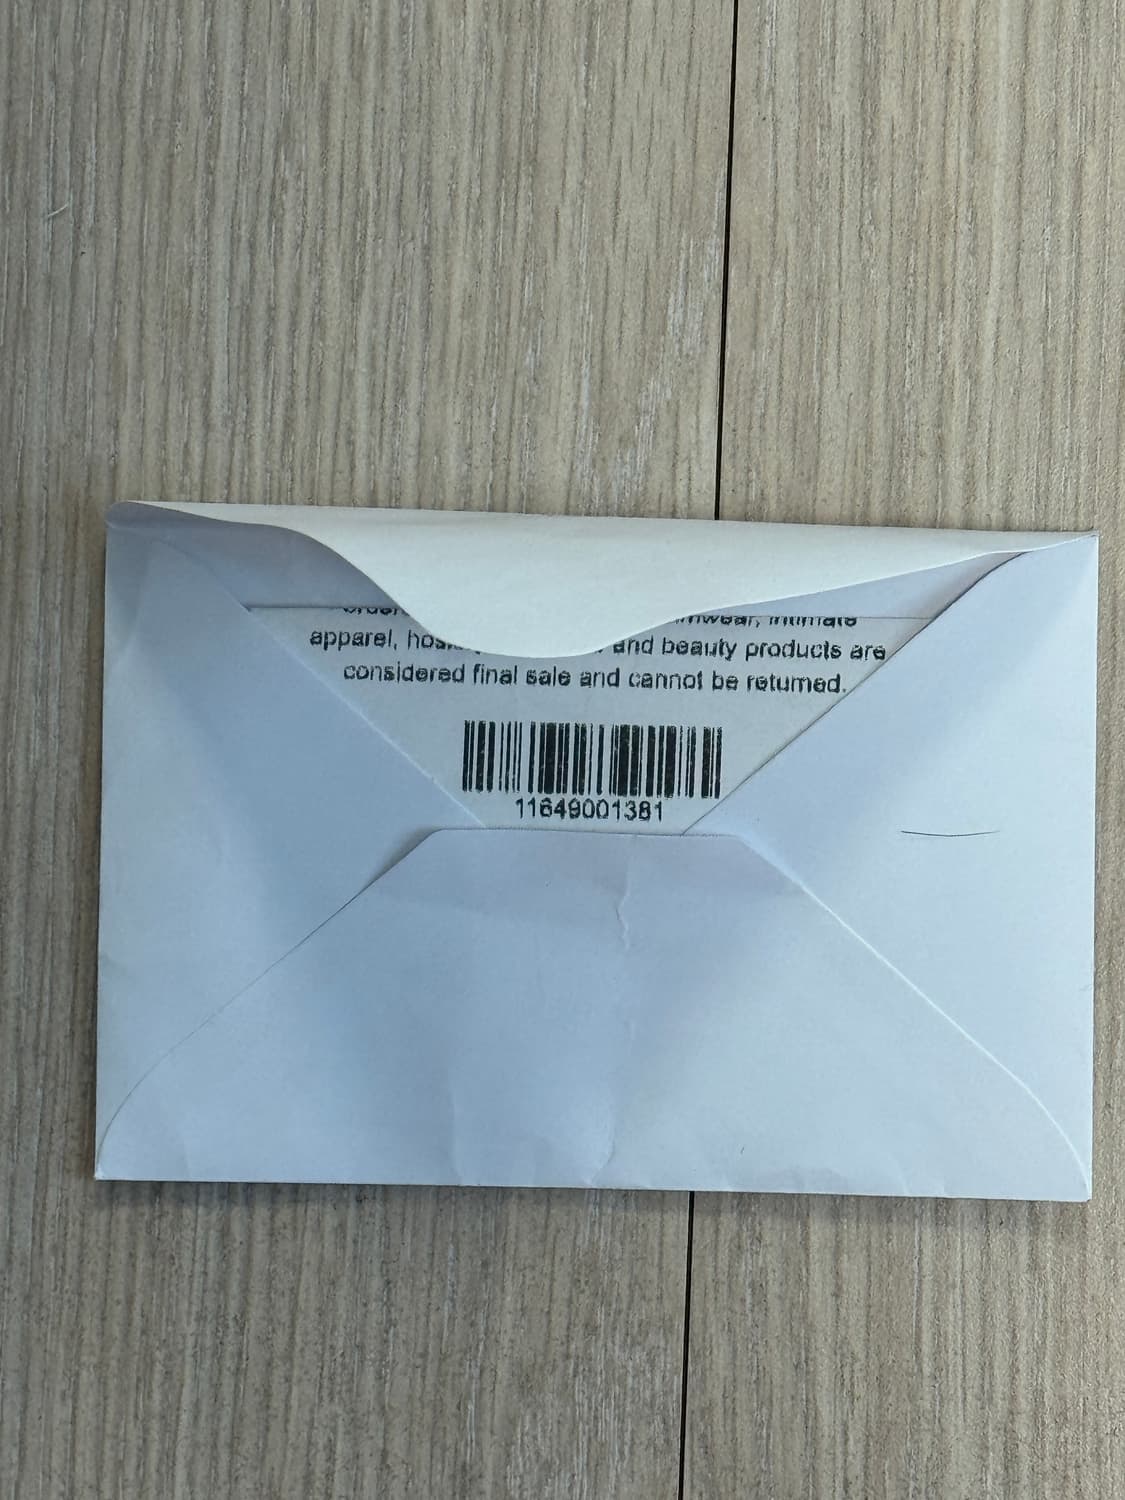 apparel, and beauty products are
considered final sale and cannot be returned.
11649001381